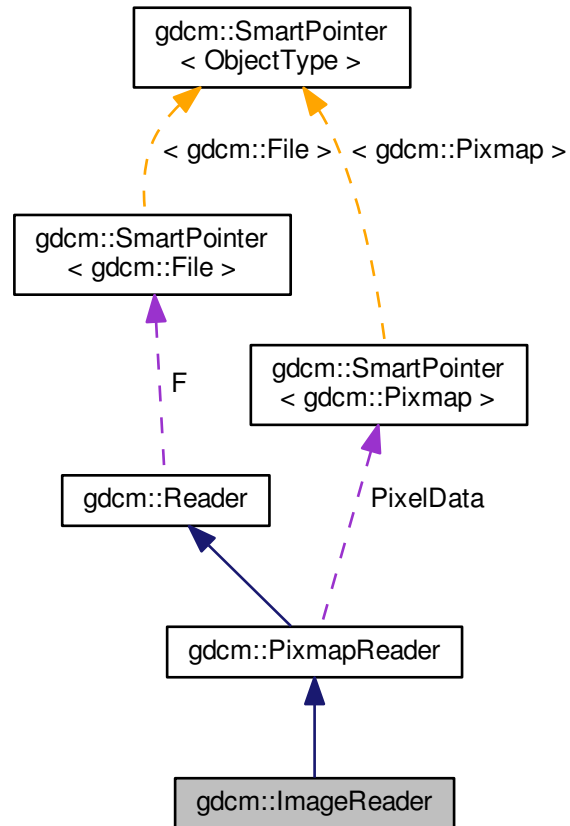 gdcm::SmartPointer
< ObjectType >
< gdcm::File >
< gdcm::Pixmap >
gdcm::SmartPointer
< gdcm::File >
gdcm::SmartPointer
< gdcm::Pixmap >
F
gdcm::Reader
PixelData
gdcm::PixmapReader
gdcm::ImageReader